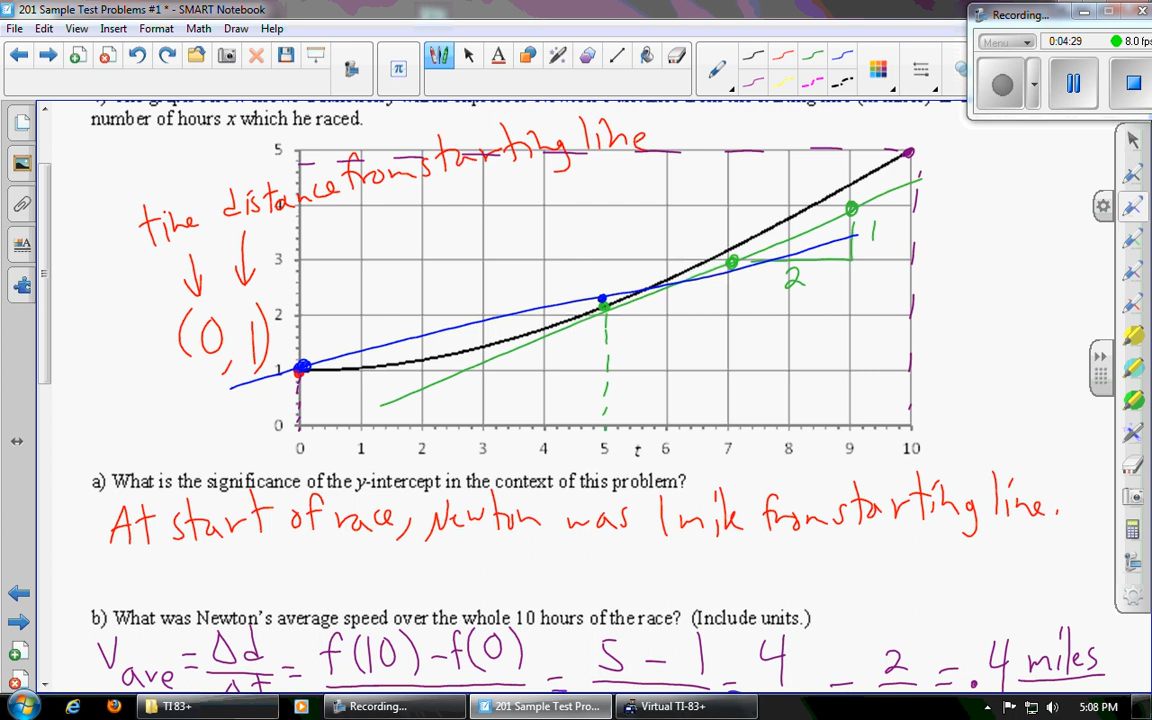 201 Sample Test Problems #1 * - SMART Notebook
File Edit View Insert Format Math Draw Help
Recording...
Menu
0:04:29
8.0 fps
number of hours x which he raced.
time distance from starting line
(0, 1)
5
3
2
1
0
1
2
0 1 2 3 4 5 t 6 7 8 9 10
a) What is the significance of the y-intercept in the context of this problem?
At start of race, Newton was 1 mile from starting line.
b) What was Newton's average speed over the whole 10 hours of the race? (Include units.)
Vave = Δd = f(10) - f(0) = 5 - 1 = 4 = 2 = .4 miles
TI 83+
Recording...
201 Sample Test Pro...
Virtual TI-83+
5:08 PM